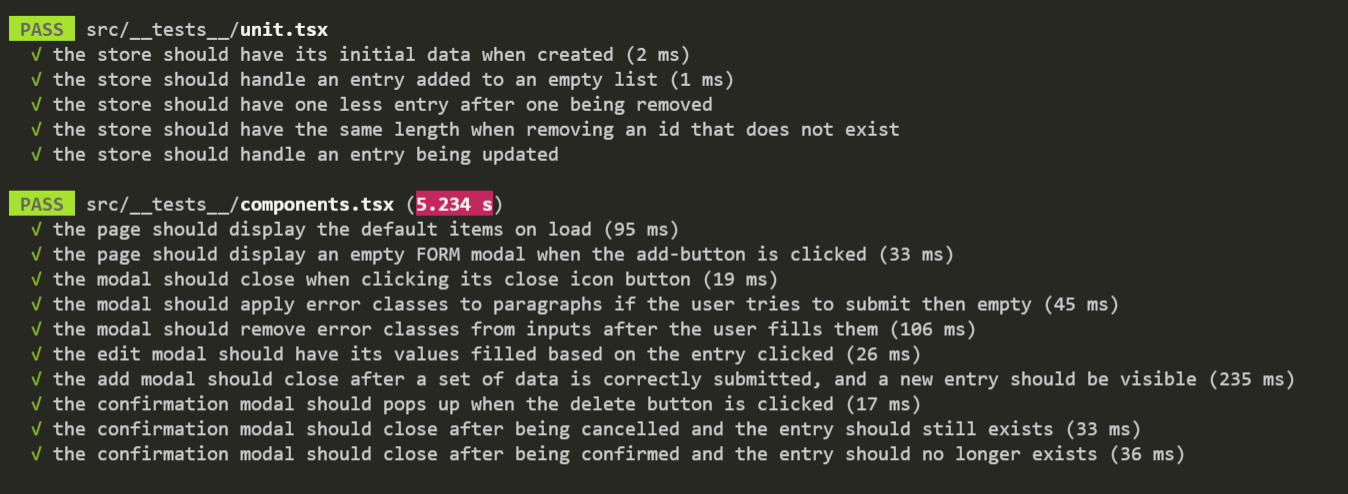 PASS src/__tests__/unit.tsx
√ the store should have its initial data when created (2 ms)
√ the store should handle an entry added to an empty list (1 ms)
√ the store should have one less entry after one being removed
√ the store should have the same length when removing an id that does not exist
√ the store should handle an entry being updated
PASS src/__tests__/components.tsx (5.234 s)
√ the page should display the default items on load (95 ms)
√ the page should display an empty FORM modal when the add-button is clicked (33 ms)
√ the modal should close when clicking its close icon button (19 ms)
√ the modal should apply error classes to paragraphs if the user tries to submit then empty (45 ms)
√ the modal should remove error classes from inputs after the user fills them (106 ms)
√ the edit modal should have its values filled based on the entry clicked (26 ms)
√ the add modal should close after a set of data is correctly submitted, and a new entry should be visible (235 ms)
√ the confirmation modal should pops up when the delete button is clicked (17 ms)
√ the confirmation modal should close after being cancelled and the entry should still exists (33 ms)
√ the confirmation modal should close after being confirmed and the entry should no longer exists (36 ms)